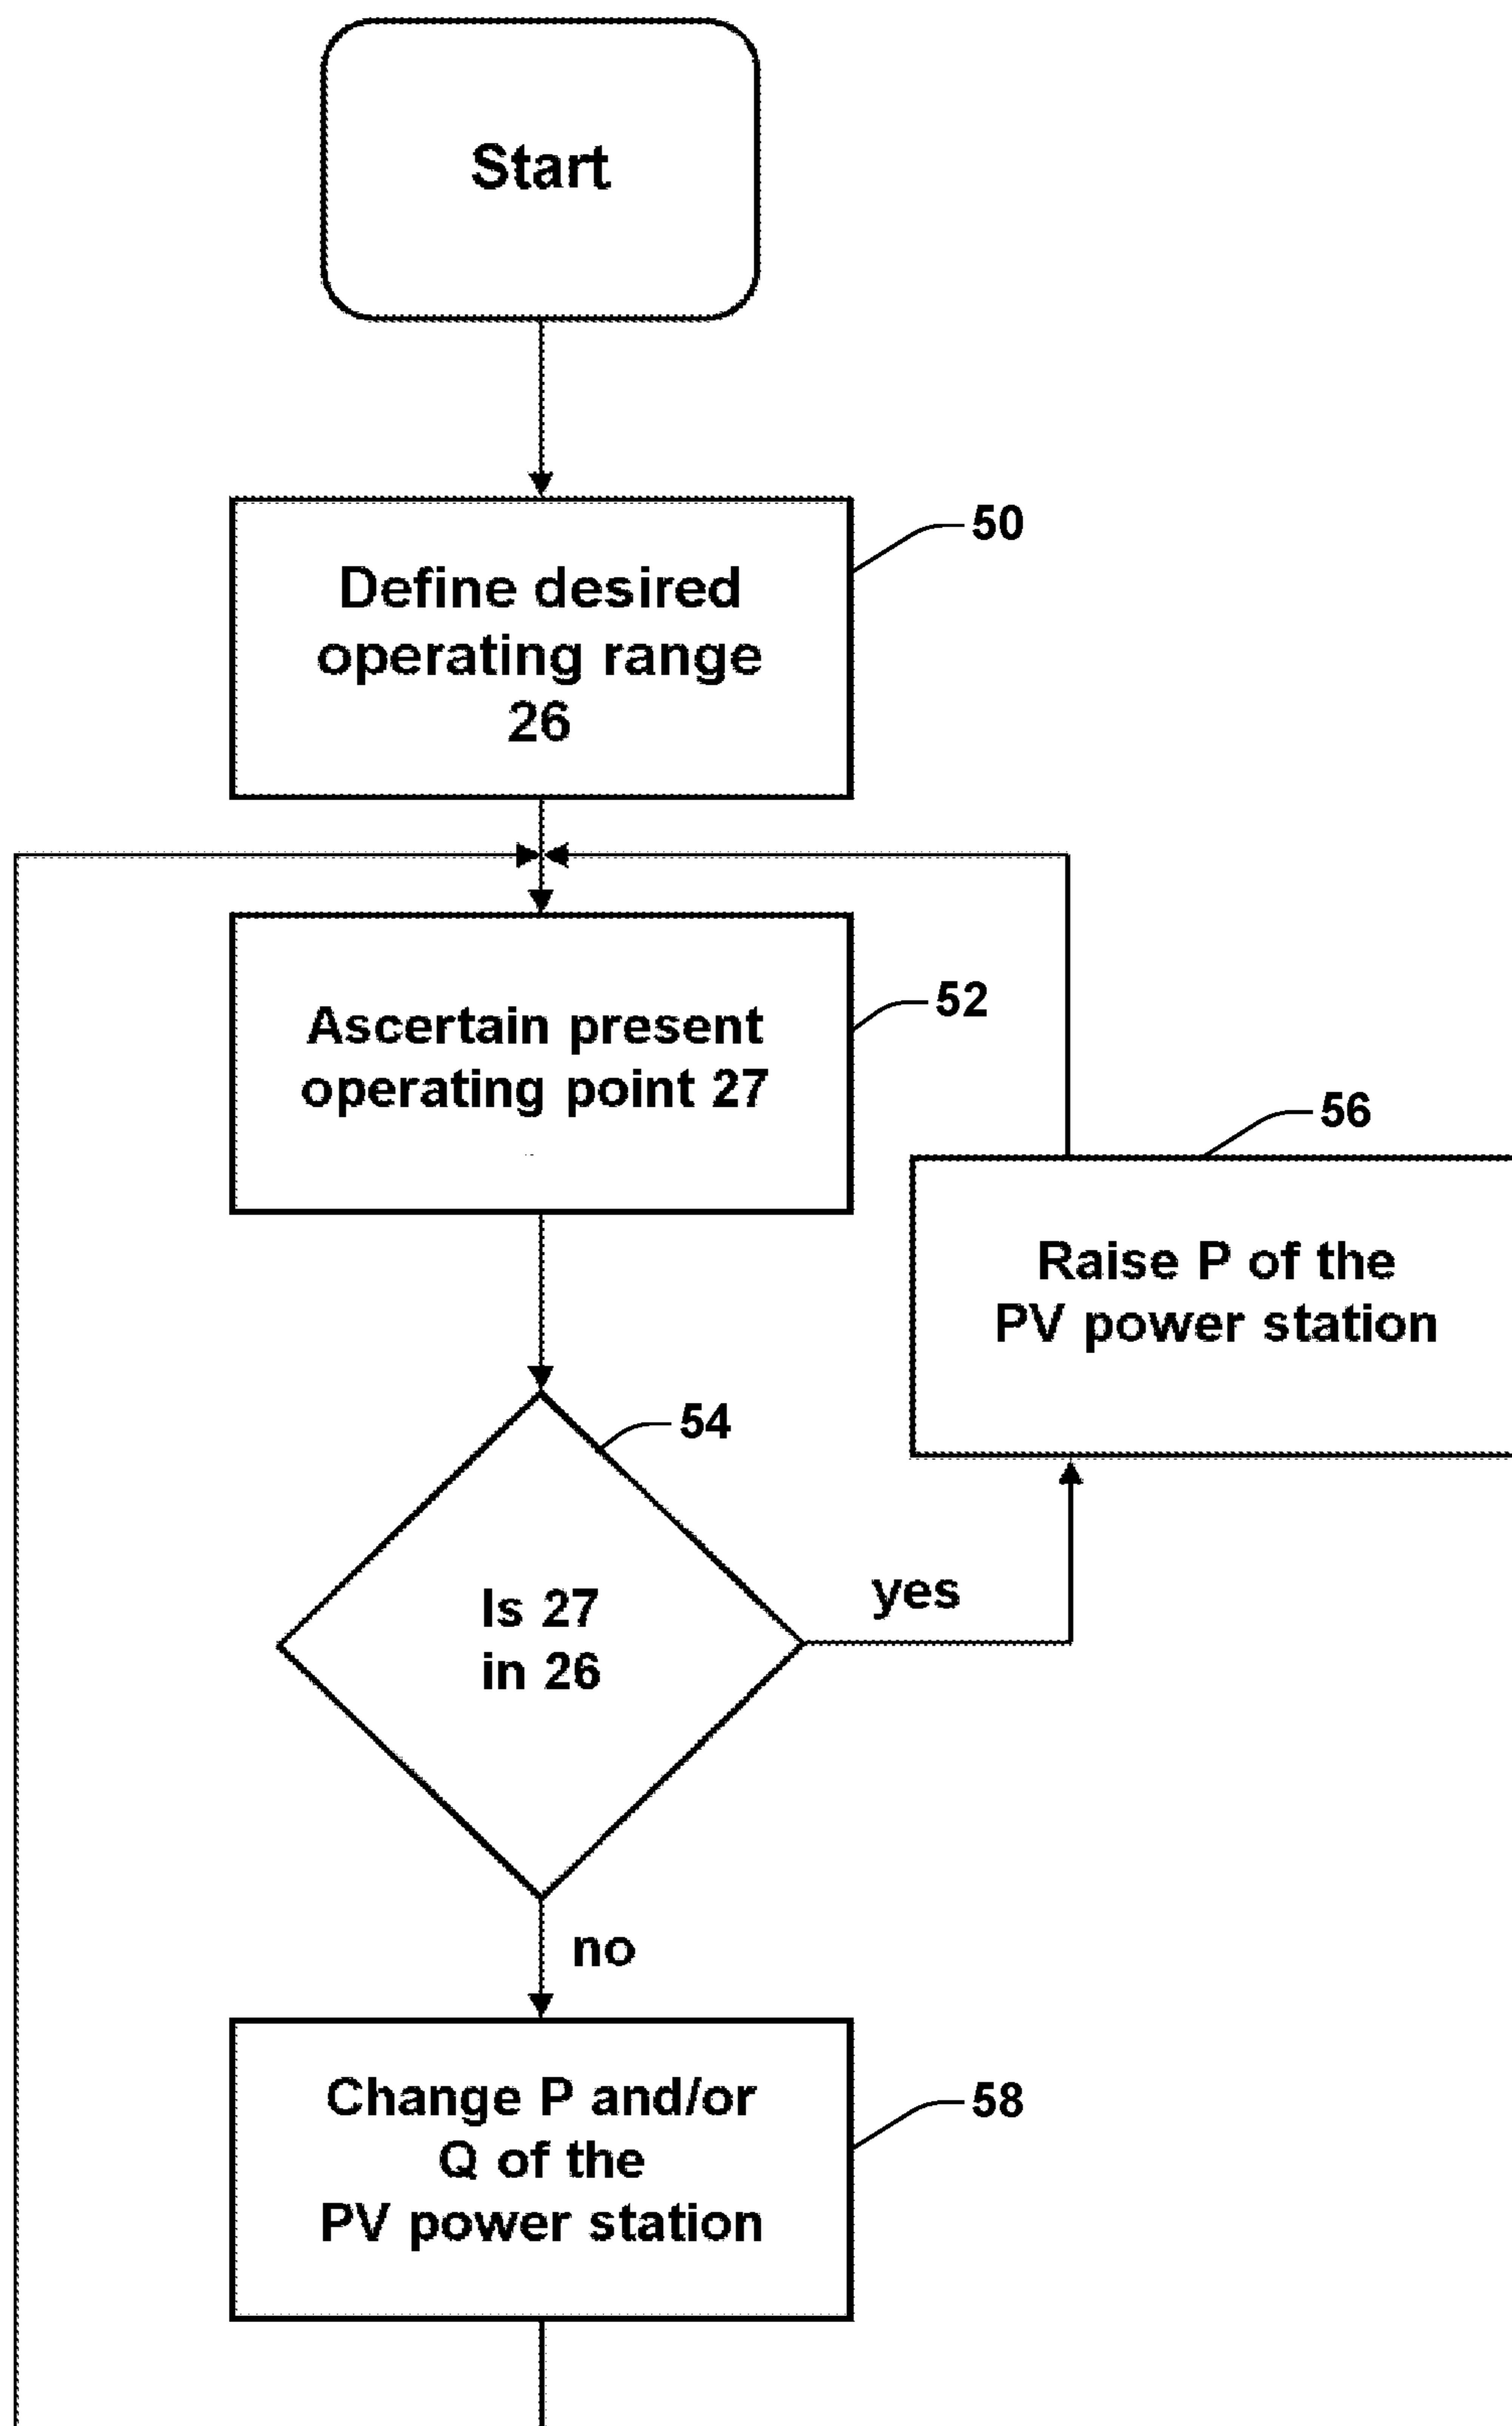 Start
50
Define desired
operating range
26
52
Ascertain present
operating point 27
56
Raise P of the
PV power station
54
Is 27
in 26
yes
no
58
Change P and/or
Q of the
PV power station